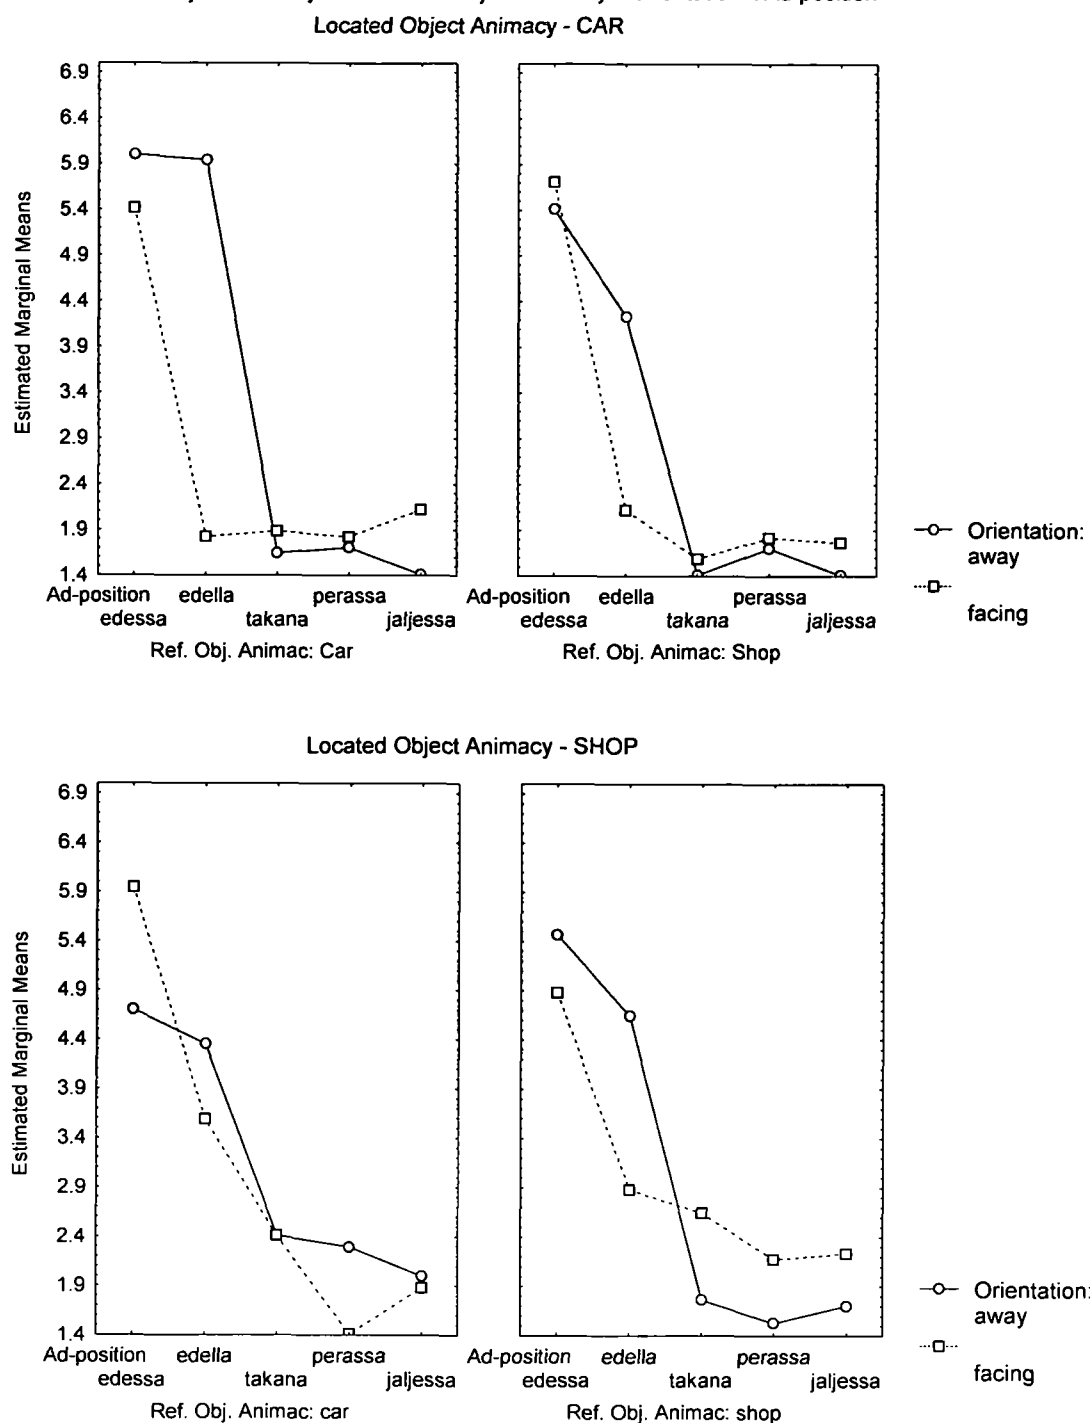 Located Object Animacy - CAR
Estimated Marginal Means
6.9
6.4
5.9
5.4
4.9
4.4
3.9
3.4
2.9
2.4
1.9
1.4
Ad-position edella perassa
edessa takana jaljessa
Ref. Obj. Animac: Car
Ad-position edella perassa
edessa takana jaljessa
Ref. Obj. Animac: Shop
Orientation:
away
facing
Located Object Animacy - SHOP
Estimated Marginal Means
6.9
6.4
5.9
5.4
4.9
4.4
3.9
3.4
2.9
2.4
1.9
1.4
Ad-position edella perassa
edessa takana jaljessa
Ref. Obj. Animac: car
Ad-position edella perassa
edessa takana jaljessa
Ref. Obj. Animac: shop
Orientation:
away
facing